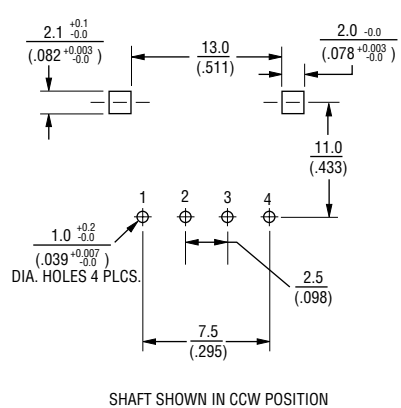 2.1 +0.1 -0.0
(.082 +0.003 -0.0 )
13.0
(.511)
2.0 -0.0
(.078 +0.003 -0.0 )
11.0
(.433)
1 2 3 4
1.0 +0.2 -0.0
(.039 +0.007 -0.0 )
DIA. HOLES 4 PLCS.
2.5
(.098)
7.5
(.295)
SHAFT SHOWN IN CCW POSITION